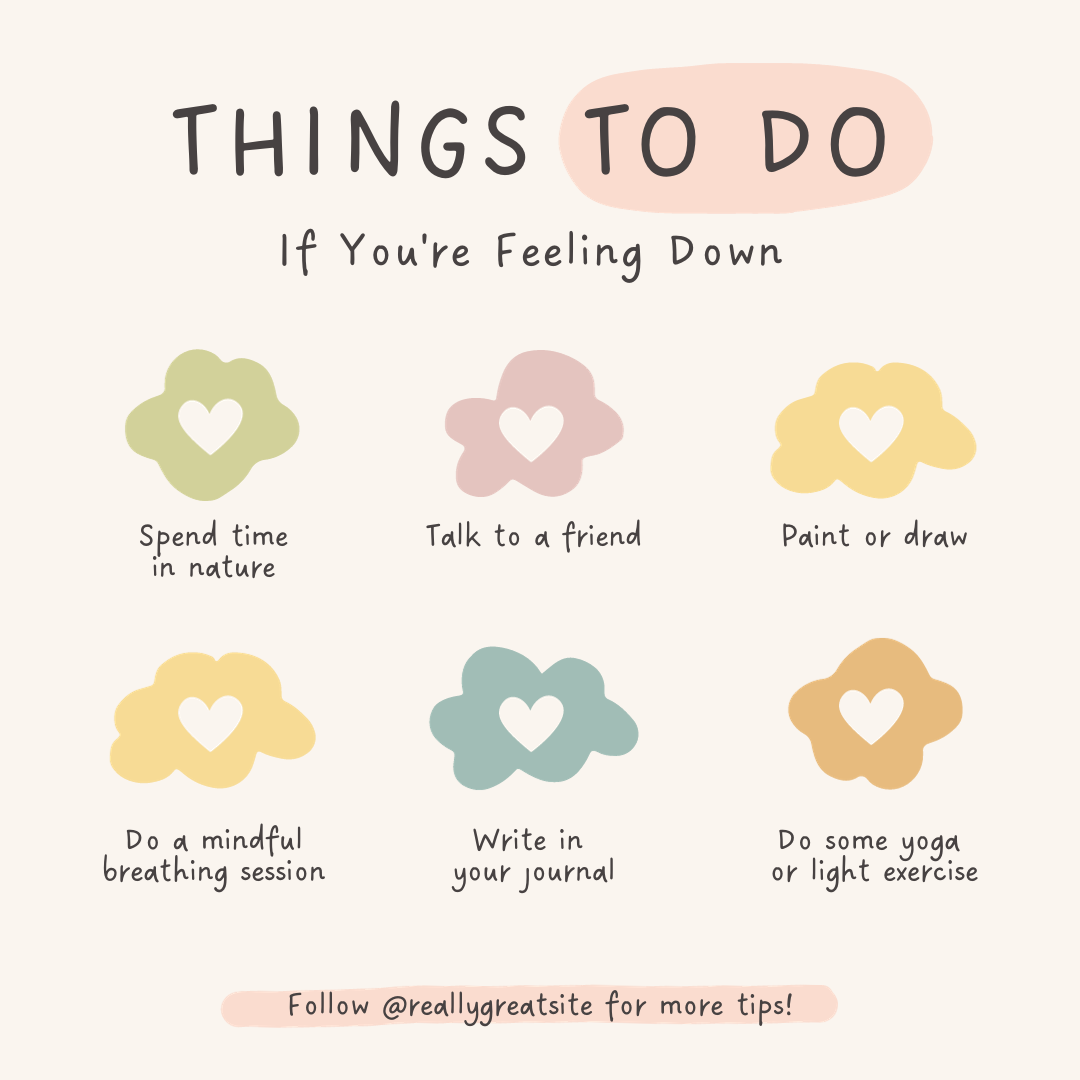 THINGS TO DO
If You're Feeling Down
Spend time
in nature
Talk to a friend
Paint or draw
Do a mindful
breathing session
Write in
your journal
Do some yoga
or light exercise
Follow @reallygreatsite for more tips!